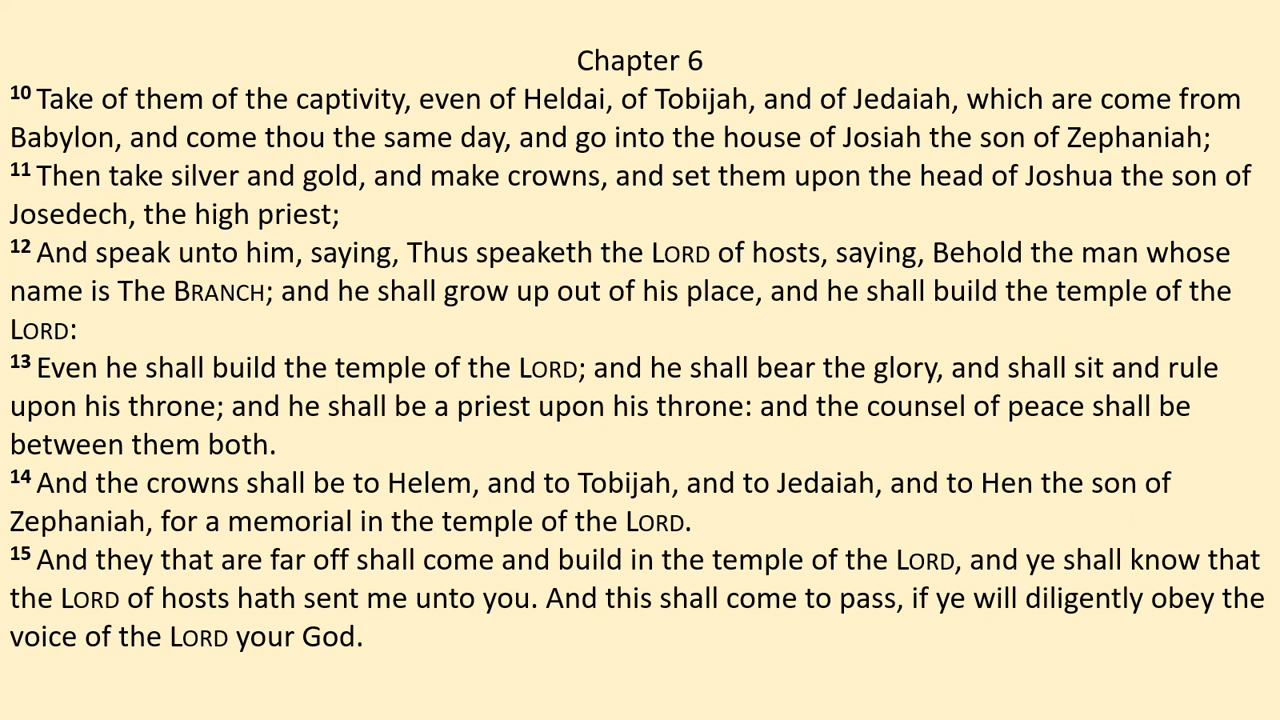 Chapter 6
10 Take of them of the captivity, even of Heldai, of Tobijah, and of Jedaiah, which are come from
Babylon, and come thou the same day, and go into the house of Josiah the son of Zephaniah;
11 Then take silver and gold, and make crowns, and set them upon the head of Joshua the son of
Josedech, the high priest;
12 And speak unto him, saying, Thus speaketh the LORD of hosts, saying, Behold the man whose
name is The BRANCH; and he shall grow up out of his place, and he shall build the temple of the
LORD:
13 Even he shall build the temple of the LORD; and he shall bear the glory, and shall sit and rule
upon his throne; and he shall be a priest upon his throne: and the counsel of peace shall be
between them both.
14 And the crowns shall be to Helem, and to Tobijah, and to Jedaiah, and to Hen the son of
Zephaniah, for a memorial in the temple of the LORD.
15 And they that are far off shall come and build in the temple of the LORD, and ye shall know that
the LORD of hosts hath sent me unto you. And this shall come to pass, if ye will diligently obey the
voice of the LORD your God.